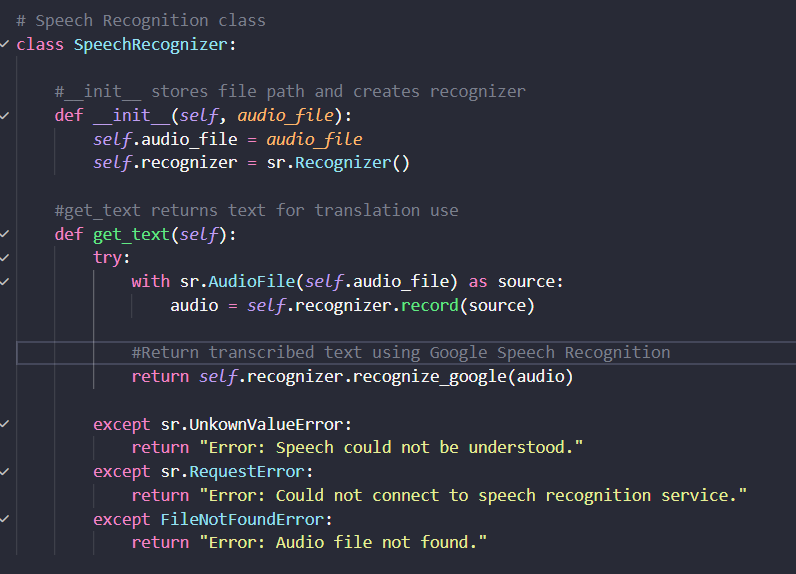 # Speech Recognition class
class SpeechRecognizer:
#__init__ stores file path and creates recognizer
def __init__(self, audio_file):
self.audio_file = audio_file
self.recognizer = sr.Recognizer()
#get_text returns text for translation use
def get_text(self):
try:
with sr.AudioFile(self.audio_file) as source:
audio = self.recognizer.record(source)
#Return transcribed text using Google Speech Recognition
return self.recognizer.recognize_google(audio)
except sr.UnkownValueError:
return "Error: Speech could not be understood."
except sr.RequestError:
return "Error: Could not connect to speech recognition service."
except FileNotFoundError:
return "Error: Audio file not found."